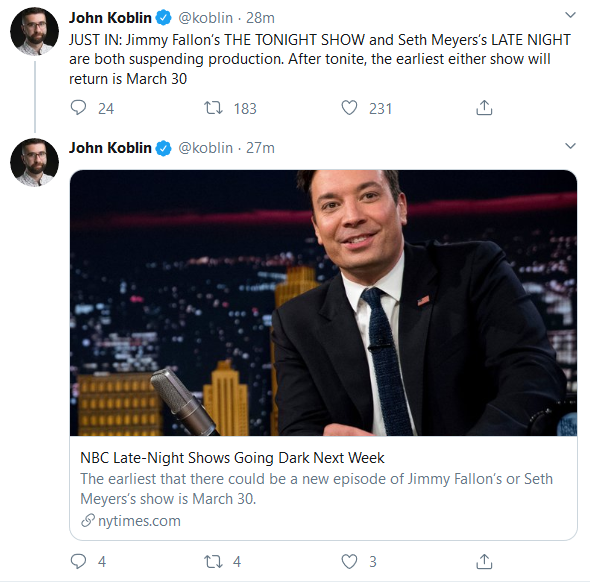 John Koblin @koblin · 28m
JUST IN: Jimmy Fallon's THE TONIGHT SHOW and Seth Meyers's LATE NIGHT
are both suspending production. After tonite, the earliest either show will
return is March 30
24 183 231
John Koblin @koblin · 27m
NBC Late-Night Shows Going Dark Next Week
The earliest that there could be a new episode of Jimmy Fallon's or Seth
Meyers's show is March 30.
nytimes.com
4 4 3